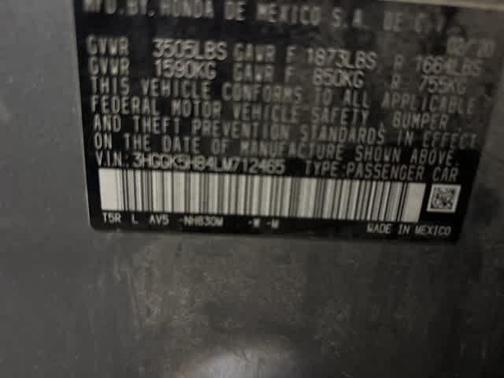 MFD.BY. HONDA DE MEXICO S.A. DE C.V.
02/20
GVWR 3505LBS GAWR F 1873LBS R 1664LBS
GVWR 1590KG GAWR F 850KG R 755KG
THIS VEHICLE CONFORMS TO ALL APPLICABLE
FEDERAL MOTOR VEHICLE SAFETY, BUMPER,
AND THEFT PREVENTION STANDARDS IN EFFECT
ON THE DATE OF MANUFACTURE SHOWN ABOVE.
V.I.N: 3HGGK5H84LM712465 TYPE:PASSENGER CAR
T5R L AV5 -NH830M -W -M
MADE IN MEXICO